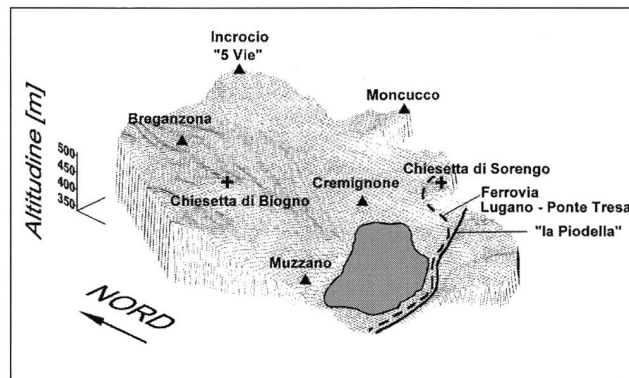 Incrocio
"5 Vie"
Moncucco
Breganzona
Altitudine [m]
500
450
400
350
Chiesetta di Sorengo
Cremignone
Chiesetta di Biogno
Ferrovia
Lugano - Ponte Tresa
"la Piodella"
Muzzano
NORD